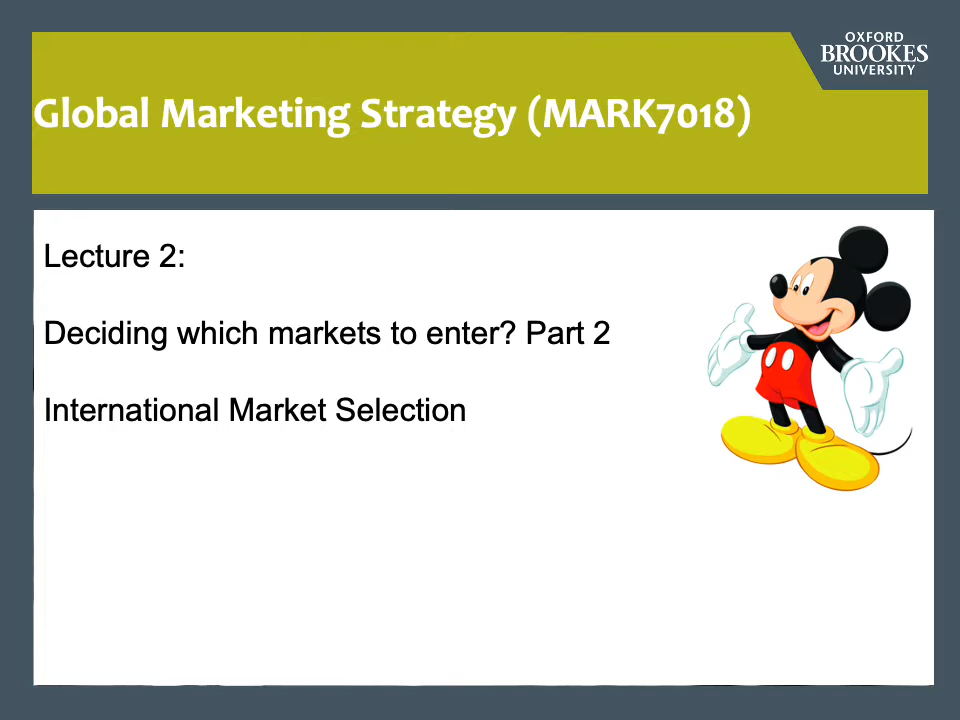 OXFORD
BROOKES
UNIVERSITY
Global Marketing Strategy (MARK7018)
Lecture 2:
Deciding which markets to enter? Part 2
International Market Selection